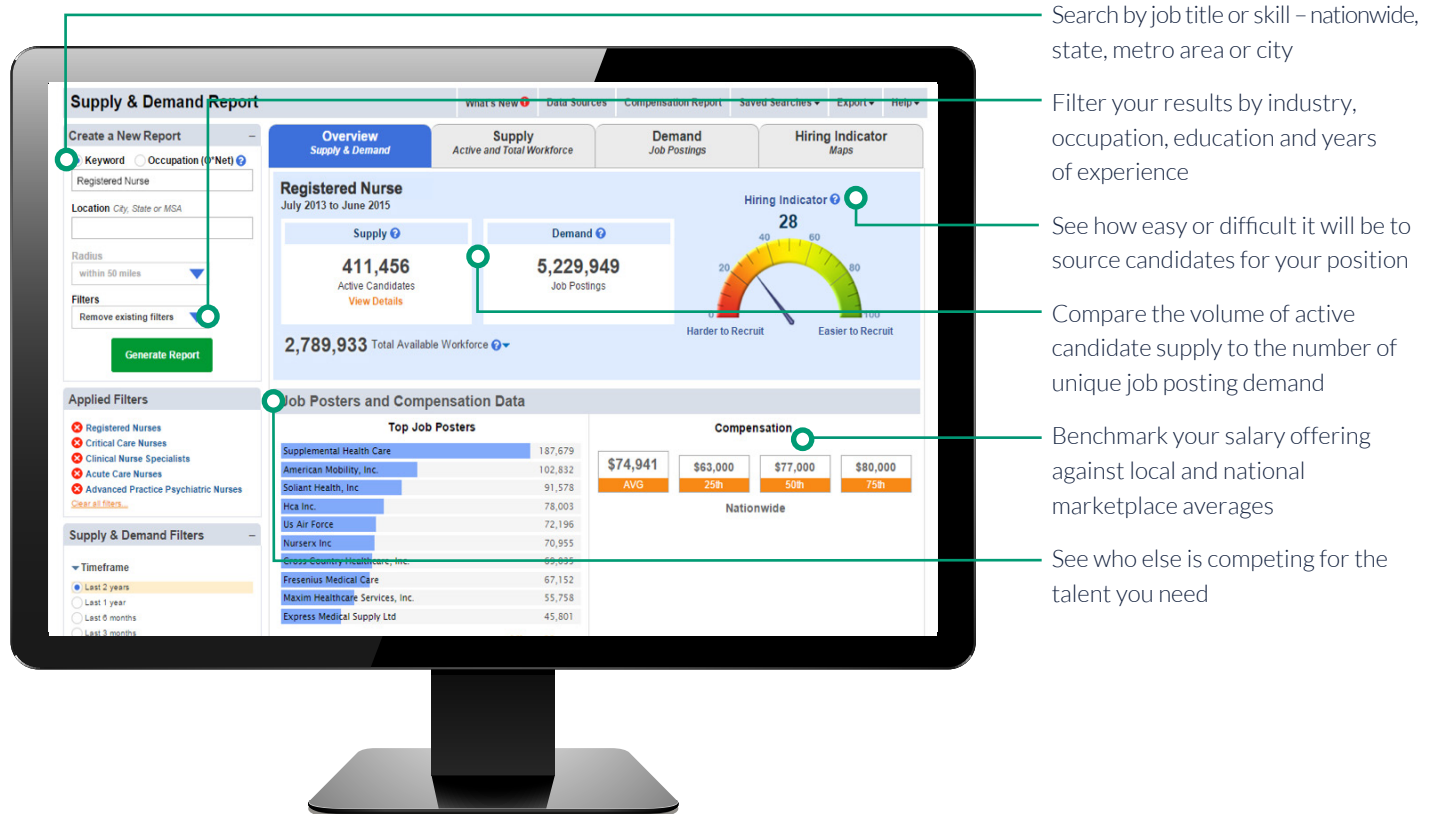 Search by job title or skill – nationwide,
state, metro area or city
Filter your results by industry,
occupation, education and years
of experience
See how easy or difficult it will be to
source candidates for your position
Compare the volume of active
candidate supply to the number of
unique job posting demand
Benchmark your salary offering
against local and national
marketplace averages
See who else is competing for the
talent you need
Supply & Demand Report
What's New
Data Sources
Compensation Report
Saved Searches
Export
Help
Create a New Report
Keyword Occupation (O*Net)
Registered Nurse
Location City, State or MSA
Radius
within 50 miles
Filters
Remove existing filters
Generate Report
Applied Filters
Registered Nurses
Critical Care Nurses
Clinical Nurse Specialists
Acute Care Nurses
Advanced Practice Psychiatric Nurses
Clear all filters...
Supply & Demand Filters
Timeframe
Last 2 years
Last 1 year
Last 6 months
Last 3 months
Overview
Supply & Demand
Supply
Active and Total Workforce
Demand
Job Postings
Hiring Indicator
Maps
Registered Nurse
July 2013 to June 2015
Supply
411,456
Active Candidates
View Details
Demand
5,229,949
Job Postings
2,789,933 Total Available Workforce
Hiring Indicator
28
0
20
40
60
80
100
Harder to Recruit
Easier to Recruit
Job Posters and Compensation Data
Top Job Posters
Supplemental Health Care 187,679
American Mobility, Inc. 102,832
Soliant Health, Inc 91,578
Hca Inc. 78,003
Us Air Force 72,196
Nurserx Inc 70,955
Cross Country Healthcare, Inc.
Fresenius Medical Care 67,152
Maxim Healthcare Services, Inc. 55,758
Express Medical Supply Ltd 45,801
Compensation
$74,941
AVG
$63,000
25th
$77,000
50th
$80,000
75th
Nationwide